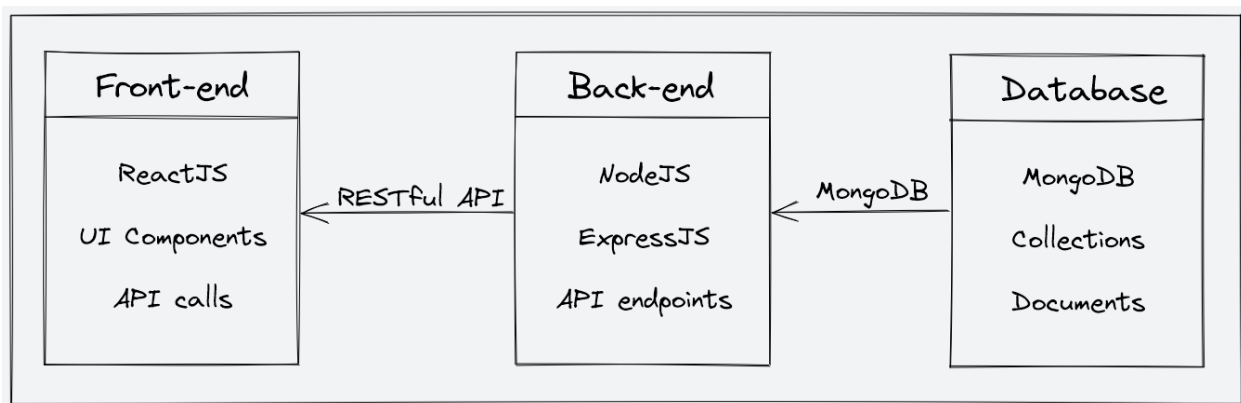 Front-end
ReactJS
UI Components
API calls
RESTful API
Back-end
NodeJS
ExpressJS
API endpoints
MongoDB
Database
MongoDB
Collections
Documents